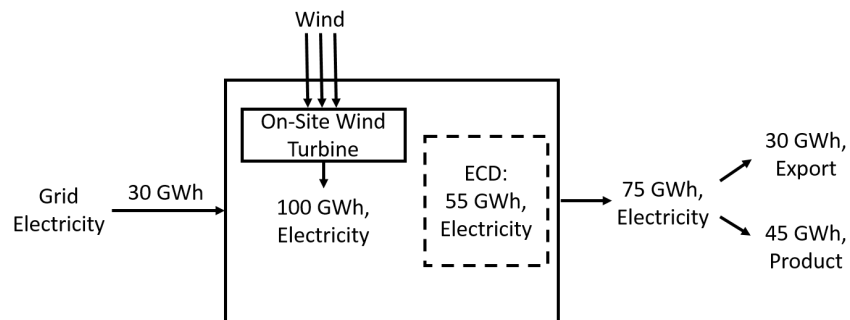 Wind
On-Site Wind
Turbine
100 GWh,
Electricity
Grid
Electricity
30 GWh
ECD:
55 GWh,
Electricity
75 GWh,
Electricity
30 GWh,
Export
45 GWh,
Product